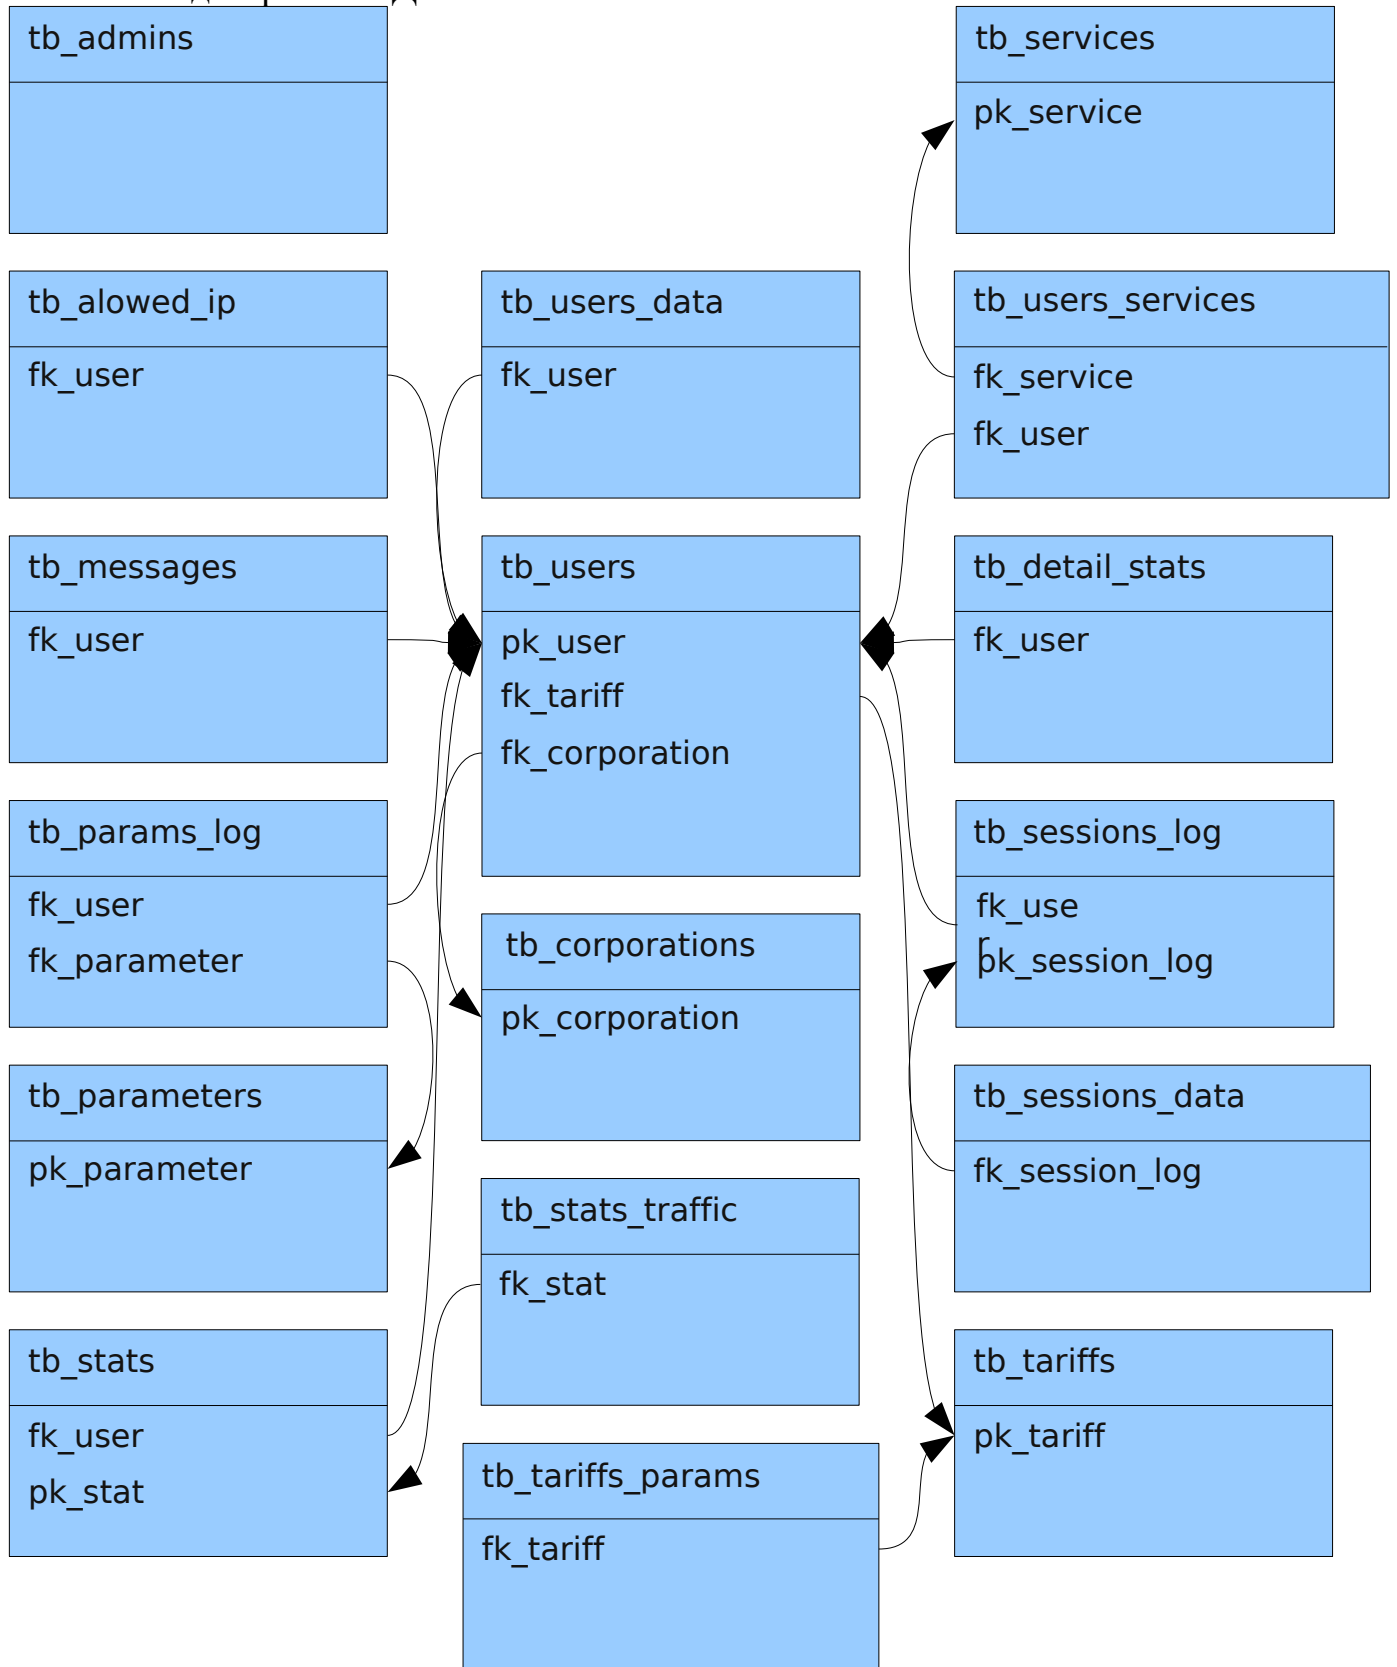 tb_admins
tb_services
pk_service
tb_alowed_ip
fk_user
tb_users_data
fk_user
tb_users_services
fk_service
fk_user
tb_messages
fk_user
tb_users
pk_user
fk_tariff
fk_corporation
tb_detail_stats
fk_user
tb_params_log
fk_user
fk_parameter
tb_corporations
pk_corporation
tb_sessions_log
fk_use
r
pk_session_log
tb_parameters
pk_parameter
tb_stats_traffic
fk_stat
tb_sessions_data
fk_session_log
tb_stats
fk_user
pk_stat
tb_tariffs_params
fk_tariff
tb_tariffs
pk_tariff